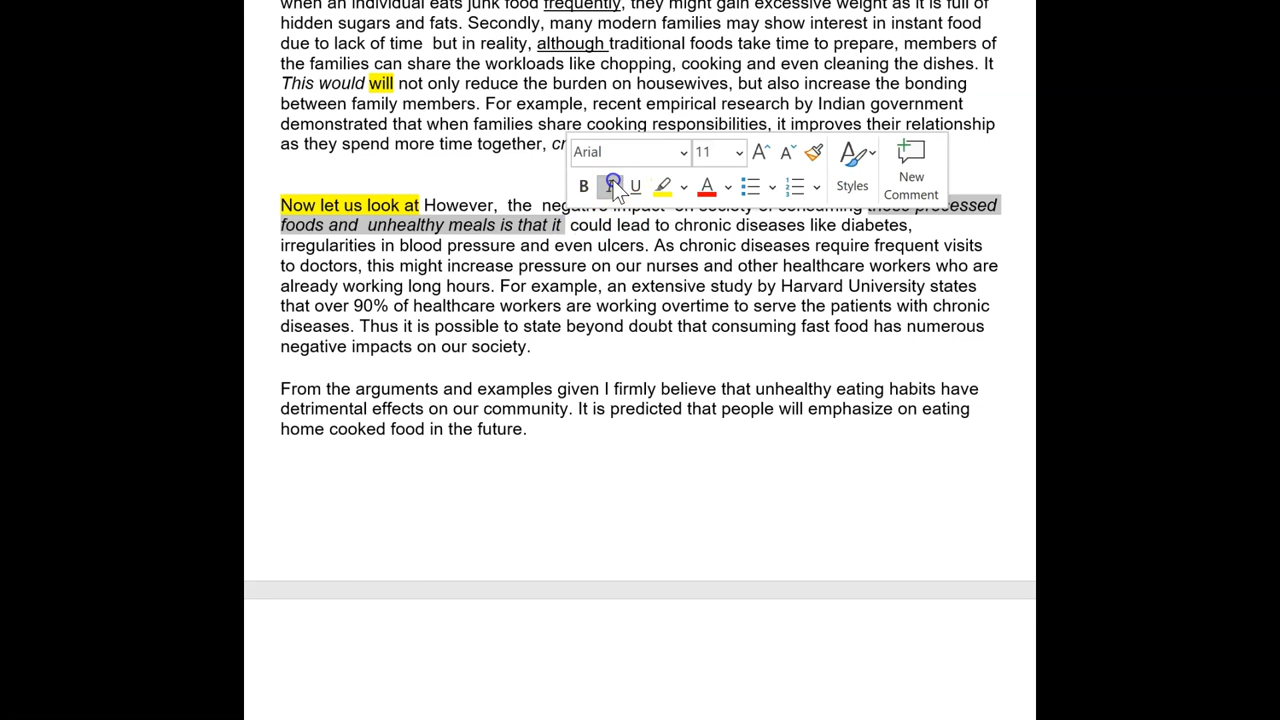 when an individual eats junk food frequently, they might gain excessive weight as it is full of
hidden sugars and fats. Secondly, many modern families may show interest in instant food
due to lack of time  but in reality, although traditional foods take time to prepare, members of
the families can share the workloads like chopping, cooking and even cleaning the dishes. It
This would will not only reduce the burden on housewives, but also increase the bonding
between family members. For example, recent empirical research by Indian government
demonstrated that when families share cooking responsibilities, it improves their relationship
as they spend more time together,
Arial 11
B I U Styles New Comment
Now let us look at However,  the  negative impact  on society of consuming these processed
foods and  unhealthy meals is that it  could lead to chronic diseases like diabetes,
irregularities in blood pressure and even ulcers. As chronic diseases require frequent visits
to doctors, this might increase pressure on our nurses and other healthcare workers who are
already working long hours. For example, an extensive study by Harvard University states
that over 90% of healthcare workers are working overtime to serve the patients with chronic
diseases. Thus it is possible to state beyond doubt that consuming fast food has numerous
negative impacts on our society.
From the arguments and examples given I firmly believe that unhealthy eating habits have
detrimental effects on our community. It is predicted that people will emphasize on eating
home cooked food in the future.